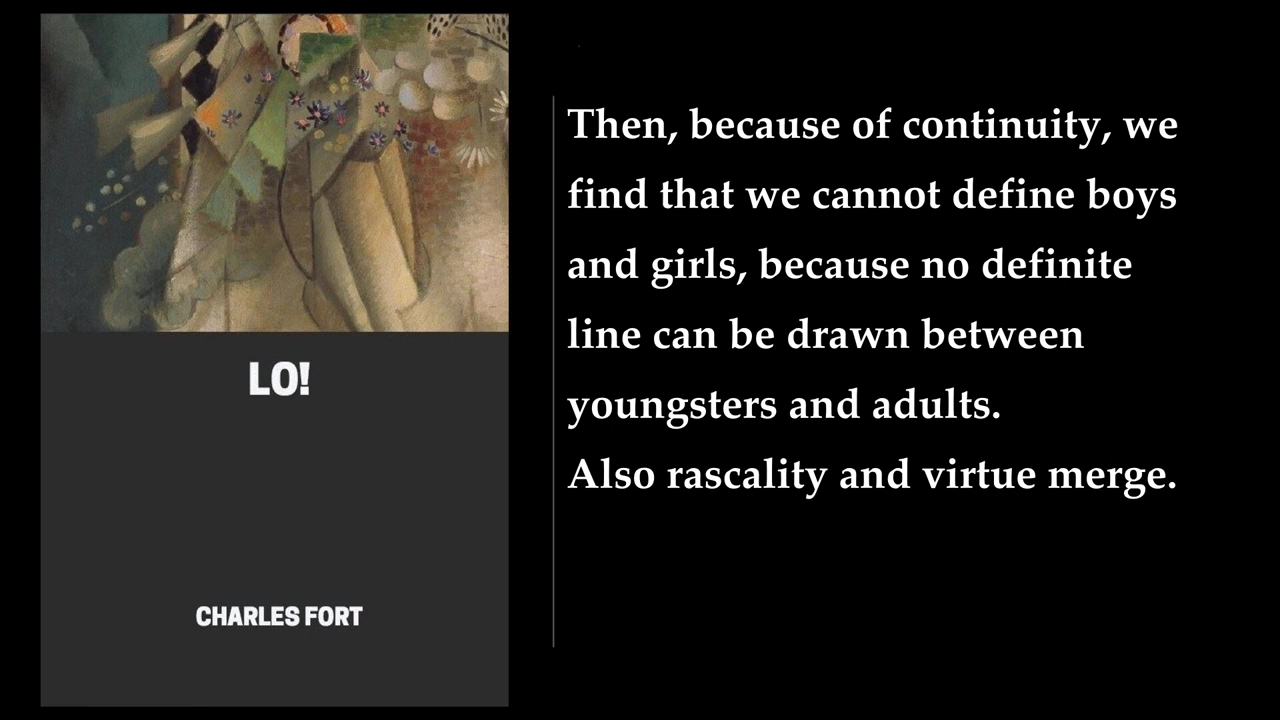 LO!
CHARLES FORT
Then, because of continuity, we
find that we cannot define boys
and girls, because no definite
line can be drawn between
youngsters and adults.
Also rascality and virtue merge.